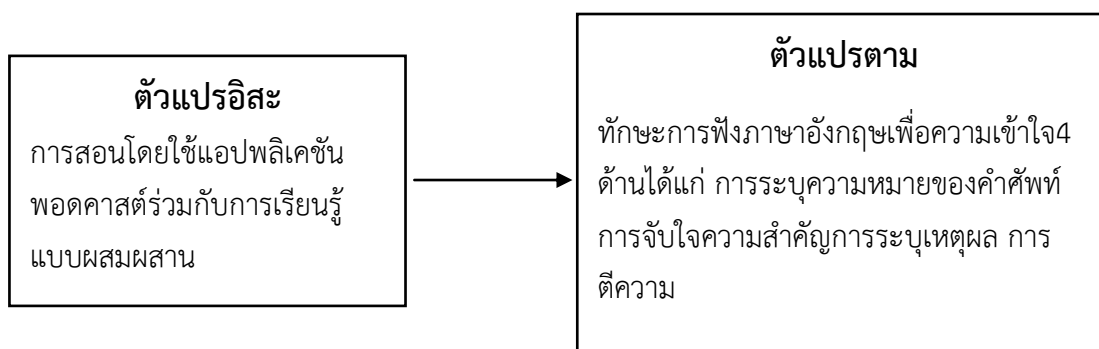 ตัวแปรอิสะ
การสอนโดยใช้แอปพลิเคชัน
พอดคาสต์ร่วมกับการเรียนรู้
แบบผสมผสาน
ตัวแปรตาม
ทักษะการฟังภาษาอังกฤษเพื่อความเข้าใจ4
ด้านได้แก่ การระบุความหมายของคำศัพท์
การจับใจความสำคัญการระบุเหตุผล การ
ตีความ